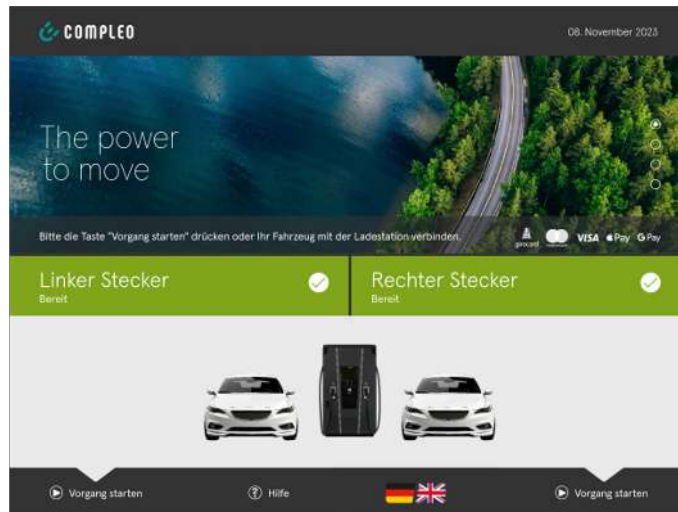 COMPLEO
08. November 2023
The power
to move
Bitte die Taste "Vorgang starten" drücken oder Ihr Fahrzeug mit der Ladestation verbinden.
girocard
VISA
Pay
G Pay
Linker Stecker
Bereit
Rechter Stecker
Bereit
Vorgang starten
Hilfe
Vorgang starten